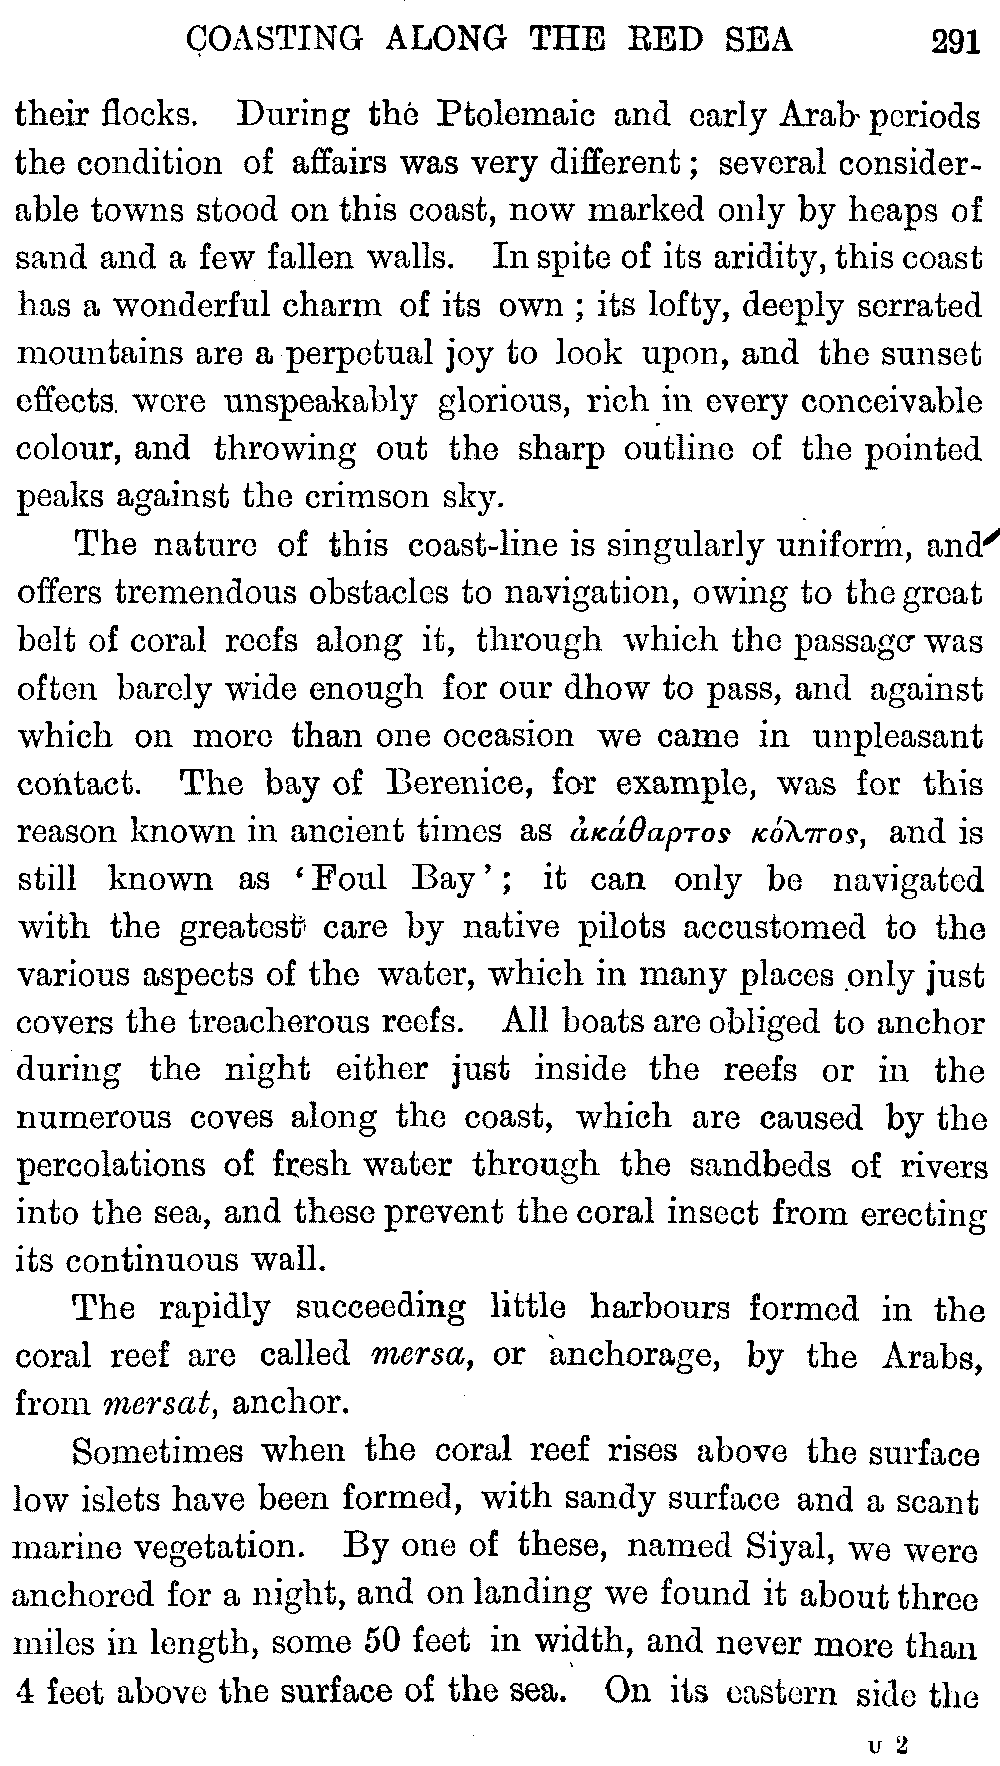 COASTING ALONG THE RED SEA 291
their flocks. During the Ptolemaic and early Arab periods
the condition of affairs was very different; several consider-
able towns stood on this coast, now marked only by heaps of
sand and a few fallen walls. In spite of its aridity, this coast
has a wonderful charm of its own; its lofty, deeply serrated
mountains are a perpetual joy to look upon, and the sunset
effects were unspeakably glorious, rich in every conceivable
colour, and throwing out the sharp outline of the pointed
peaks against the crimson sky.
The nature of this coast-line is singularly uniform, and
offers tremendous obstacles to navigation, owing to the great
belt of coral reefs along it, through which the passage was
often barely wide enough for our dhow to pass, and against
which on more than one occasion we came in unpleasant
contact. The bay of Berenice, for example, was for this
reason known in ancient times as ἀκάθαρτος κόλπος, and is
still known as 'Foul Bay'; it can only be navigated
with the greatest care by native pilots accustomed to the
various aspects of the water, which in many places only just
covers the treacherous reefs. All boats are obliged to anchor
during the night either just inside the reefs or in the
numerous coves along the coast, which are caused by the
percolations of fresh water through the sandbeds of rivers
into the sea, and these prevent the coral insect from erecting
its continuous wall.
The rapidly succeeding little harbours formed in the
coral reef are called mersa, or anchorage, by the Arabs,
from mersat, anchor.
Sometimes when the coral reef rises above the surface
low islets have been formed, with sandy surface and a scant
marine vegetation. By one of these, named Siyal, we were
anchored for a night, and on landing we found it about three
miles in length, some 50 feet in width, and never more than
4 feet above the surface of the sea. On its eastern side the
U 2